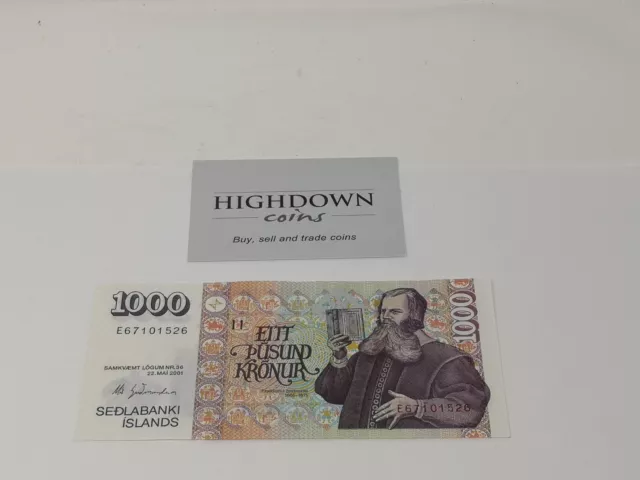 HIGHDOWN
coins
Buy, sell and trade coins
1000
E67101526
SAMKVÆMT LÖGUM NR.36
22. MAÍ 2001
SEÐLABANKI
ÍSLANDS
EITT
ÞÚSUND
KRÓNUR
1000
E67101526